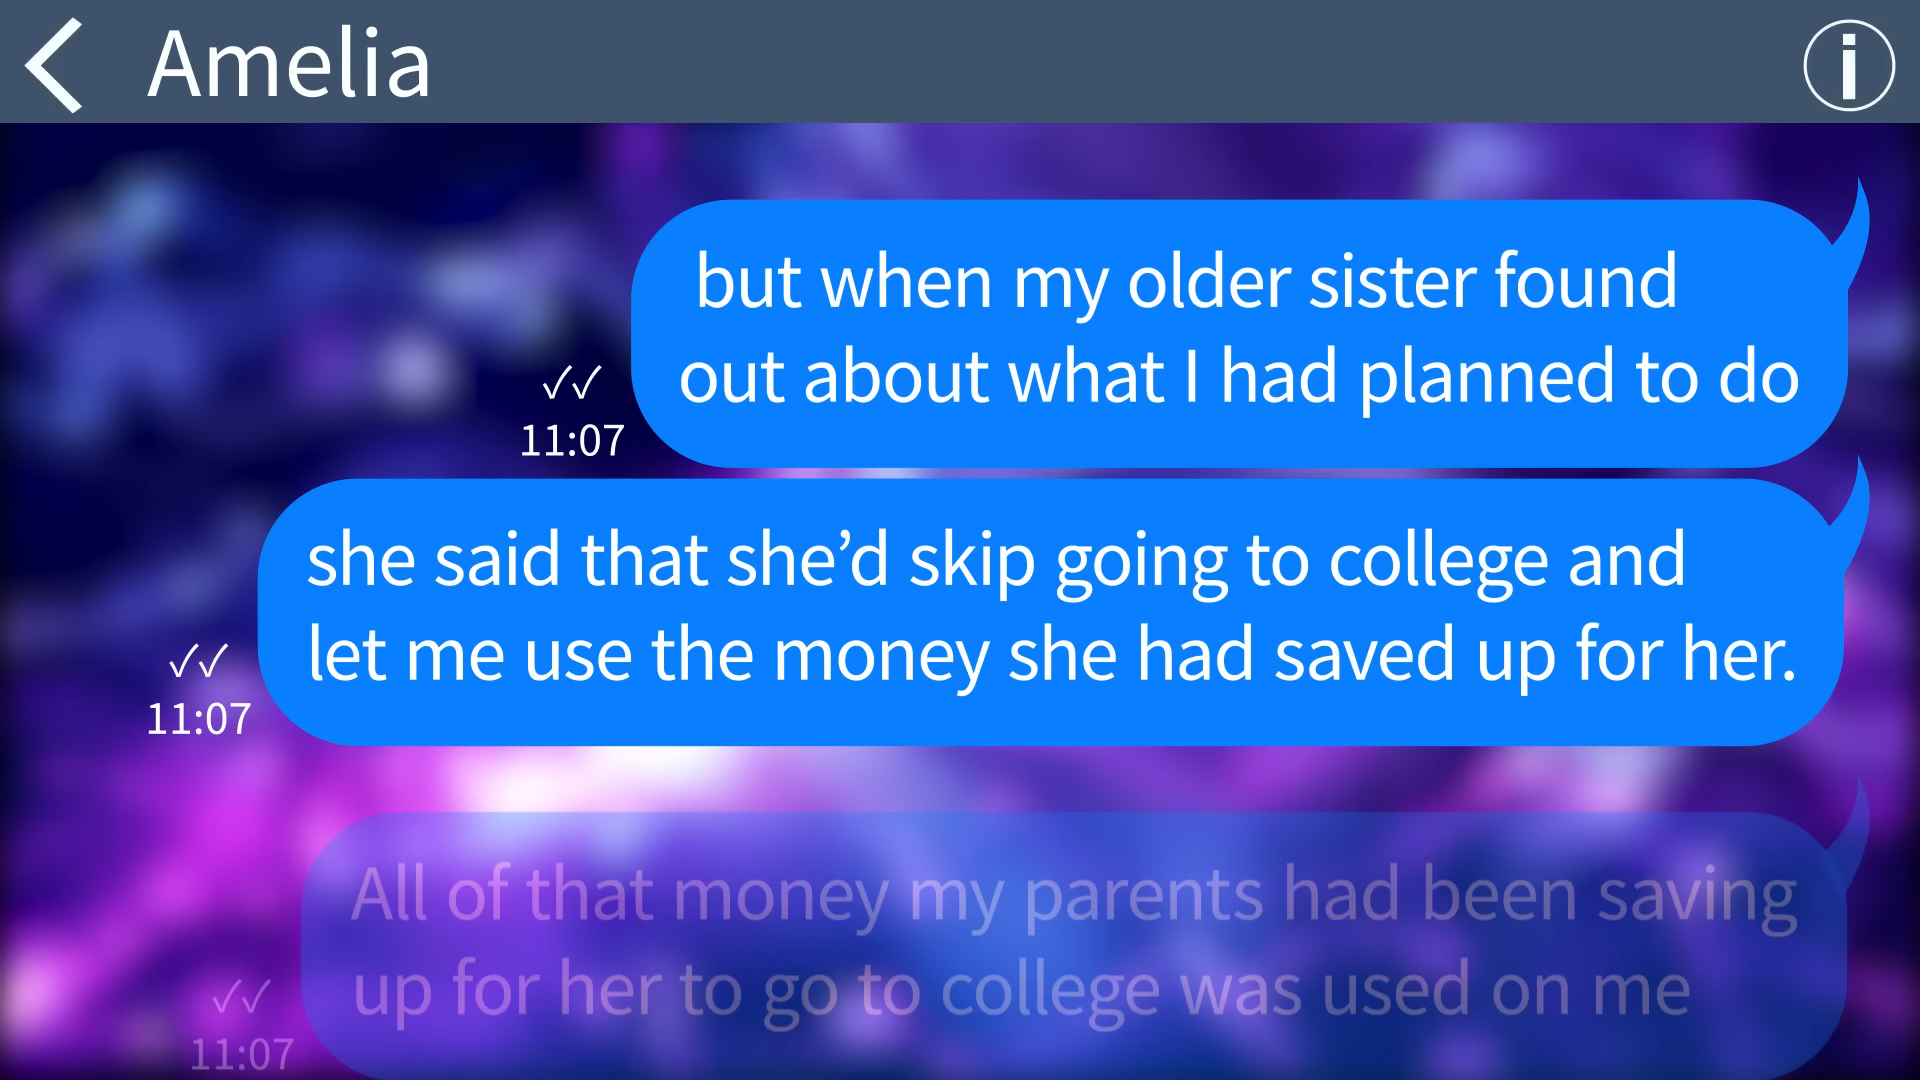 Amelia
but when my older sister found
out about what I had planned to do
✓✓
11:07
she said that she’d skip going to college and
let me use the money she had saved up for her.
✓✓
11:07
All of that money my parents had been saving
up for her to go to college was used on me
✓✓
11:07